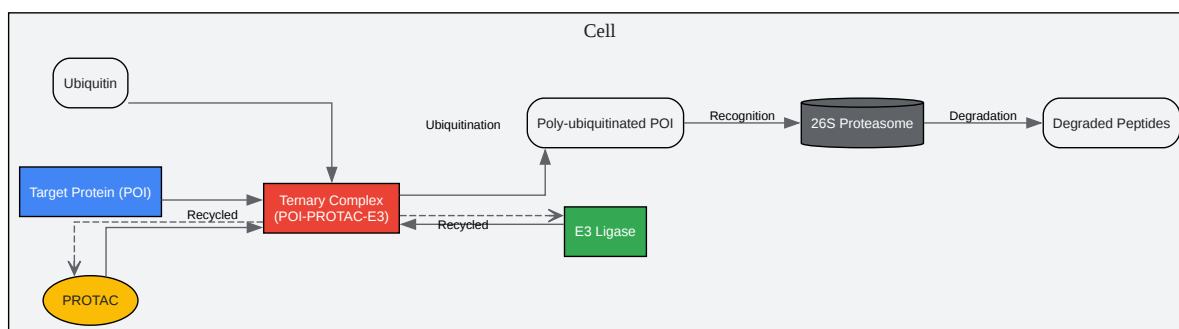 Cell
Ubiquitin
Ubiquitination
Poly-ubiquitinated POI
Recognition
26S Proteasome
Degradation
Degraded Peptides
Target Protein (POI)
Ternary Complex
(POI-PROTAC-E3)
Recycled
Recycled
E3 Ligase
PROTAC